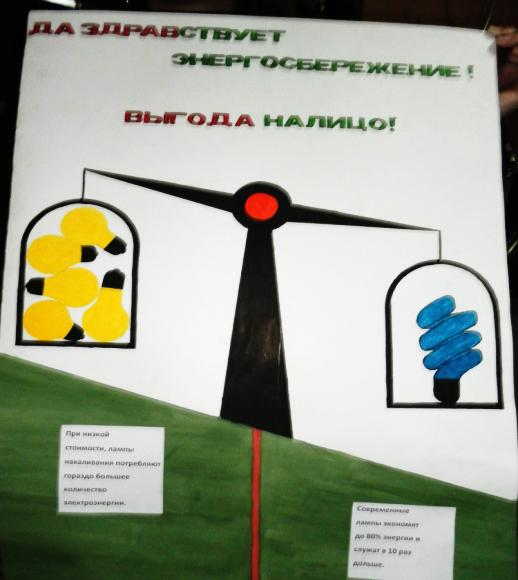 ДА ЗДРАВСТВУЕТ
ЭНЕРГОСБЕРЕЖЕНИЕ !
ВЫГОДА НАЛИЦО!
При низкой
стоимости, лампы
накаливания потребляют
гораздо большее
количество
электроэнергии.
Современные
лампы экономят
до 80% энергии и
служат в 10 раз
дольше.